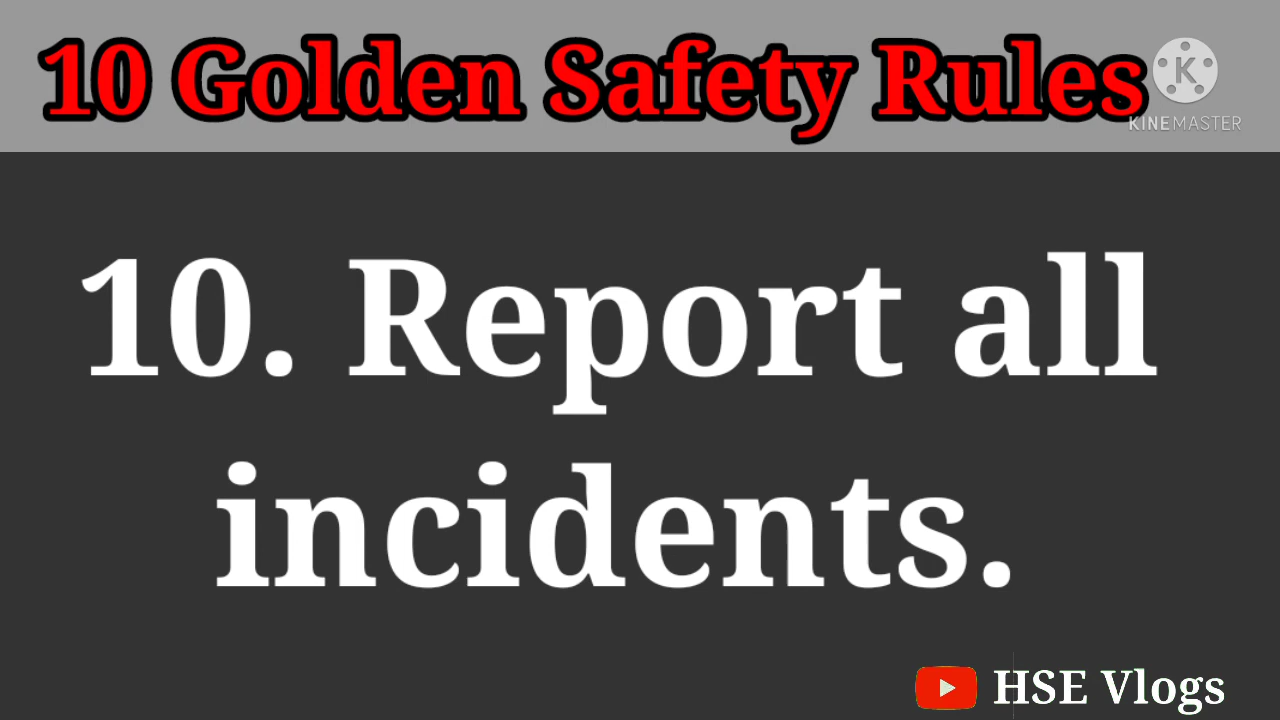 10 Golden Safety Rules
K
KINEMASTER
10. Report all
incidents.
HSE Vlogs